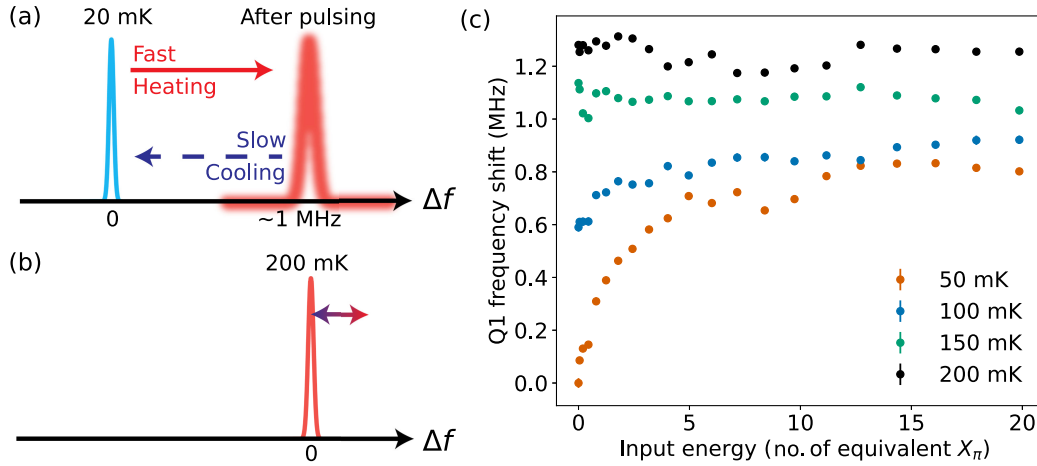 (a)
20 mK
After pulsing
Fast
Heating
Slow
Cooling
0
~1 MHz
Δf
(b)
200 mK
0
Δf
(c)
Q1 frequency shift (MHz)
1.2
1.0
0.8
0.6
0.4
0.2
0.0
50 mK
100 mK
150 mK
200 mK
0
5
10
15
20
Input energy (no. of equivalent Xπ)